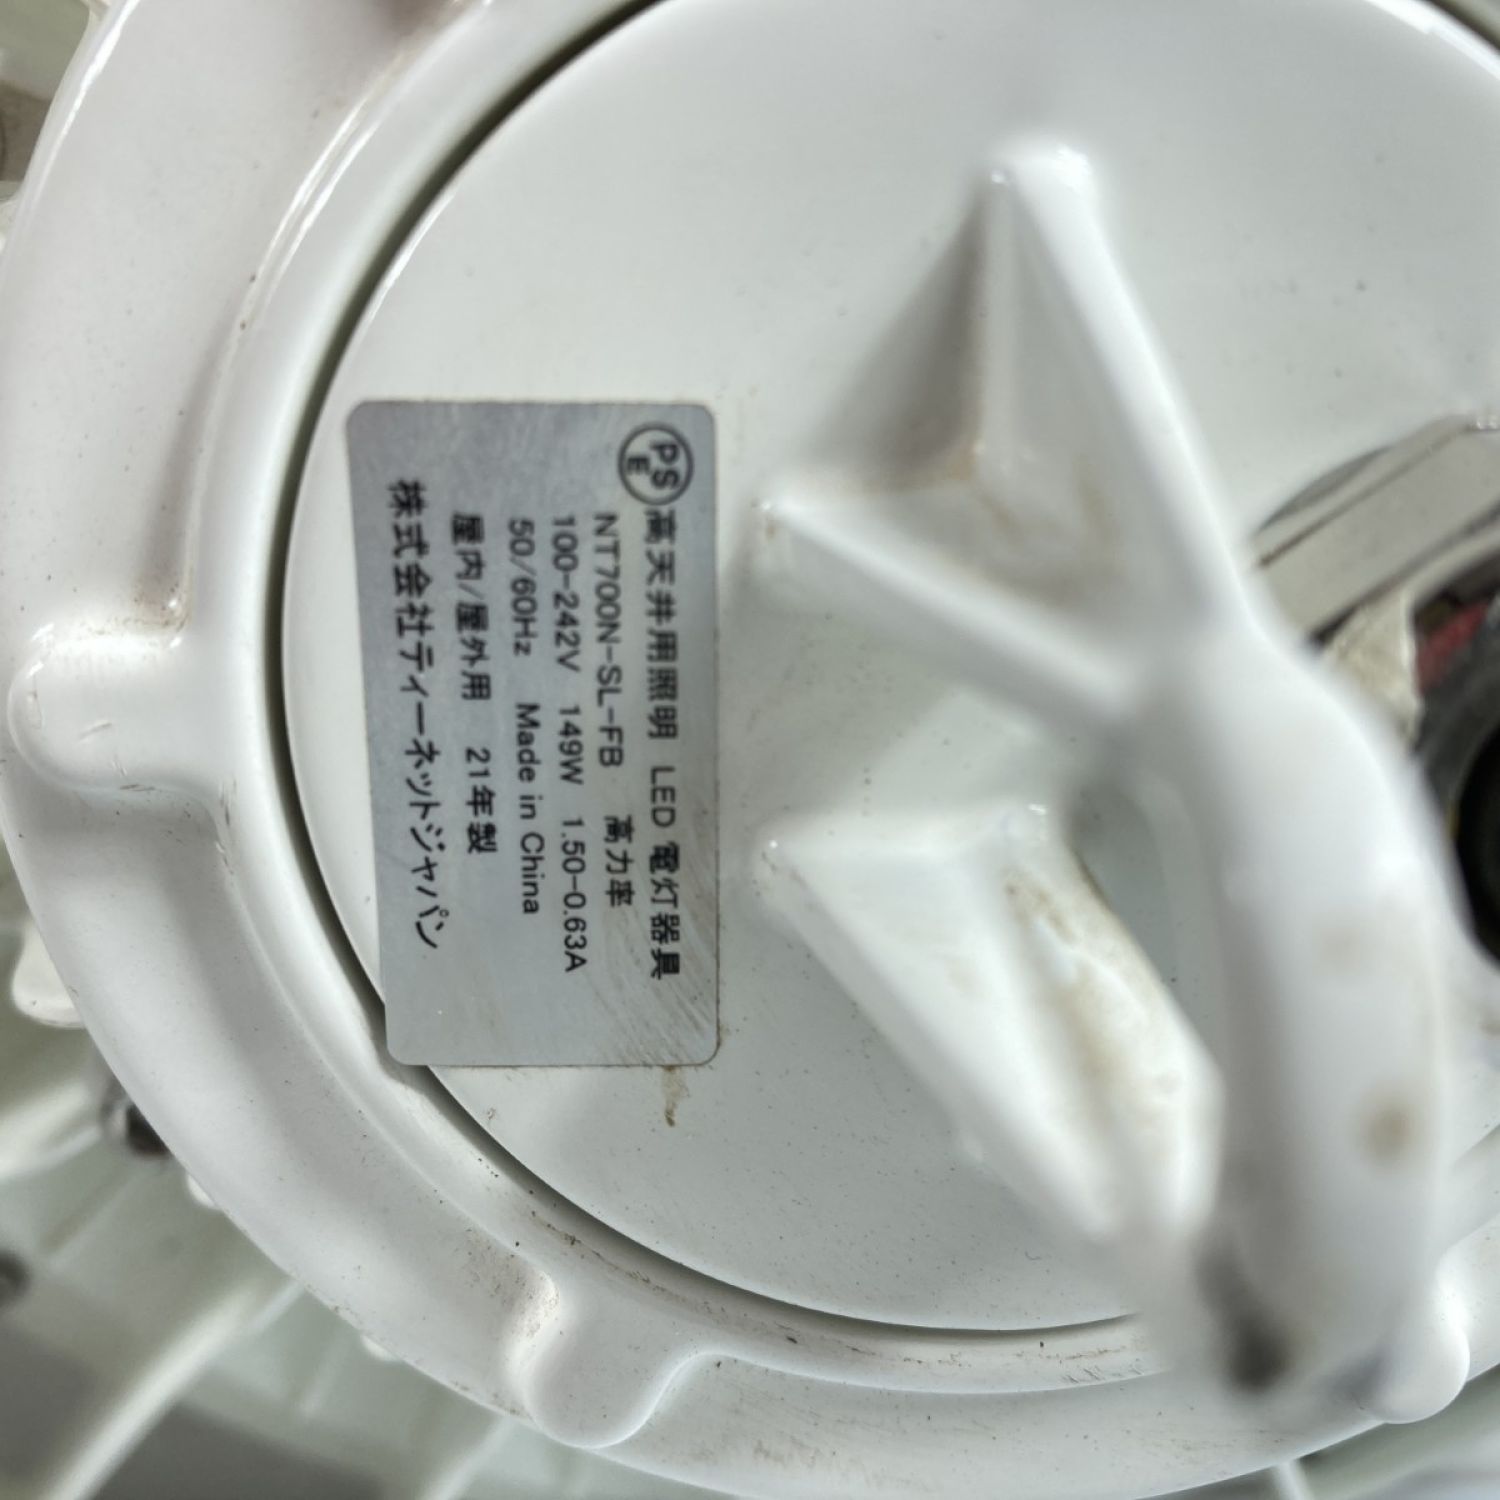 PSE 高天井用照明 LED 電灯器具
NT700N-SL-FB 高力率
100-242V 149W 1.50-0.63A
50/60Hz Made in China
屋内/屋外用 21年製
株式会社ティーネットジャパン